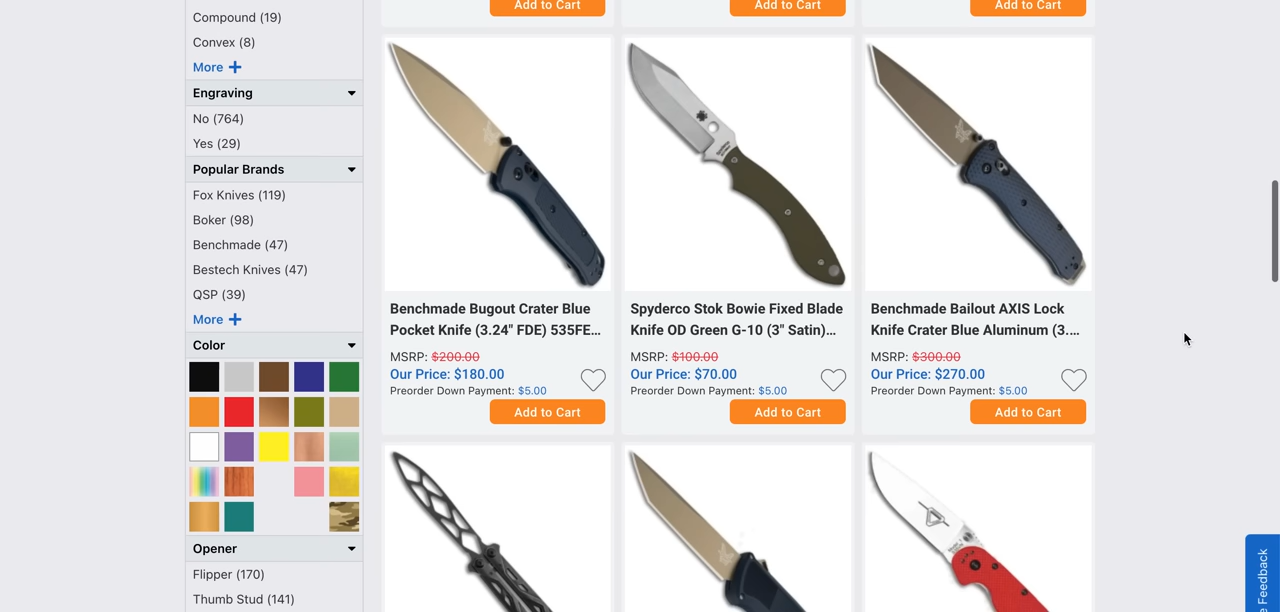 Compound (19)
Convex (8)
More +
Engraving
No (764)
Yes (29)
Popular Brands
Fox Knives (119)
Boker (98)
Benchmade (47)
Bestech Knives (47)
QSP (39)
More +
Color
Opener
Flipper (170)
Thumb Stud (141)
Add to Cart
Add to Cart
Add to Cart
Benchmade Bugout Crater Blue
Pocket Knife (3.24" FDE) 535FE...
MSRP: $200.00
Our Price: $180.00
Preorder Down Payment: $5.00
Add to Cart
Spyderco Stok Bowie Fixed Blade
Knife OD Green G-10 (3" Satin)...
MSRP: $100.00
Our Price: $70.00
Preorder Down Payment: $5.00
Add to Cart
Benchmade Bailout AXIS Lock
Knife Crater Blue Aluminum (3....
MSRP: $300.00
Our Price: $270.00
Preorder Down Payment: $5.00
Add to Cart
Feedback